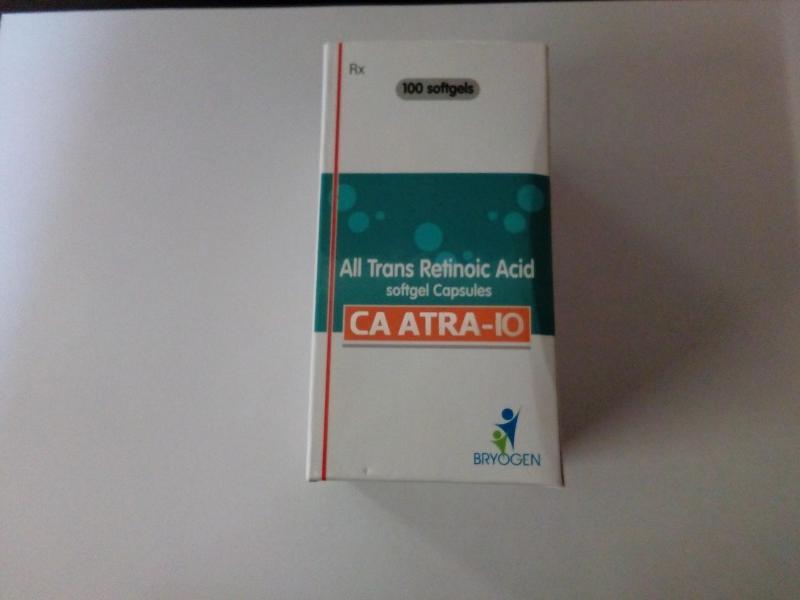 Rx
100 softgels
All Trans Retinoic Acid
softgel Capsules
CA ATRA-10
BRYOGEN